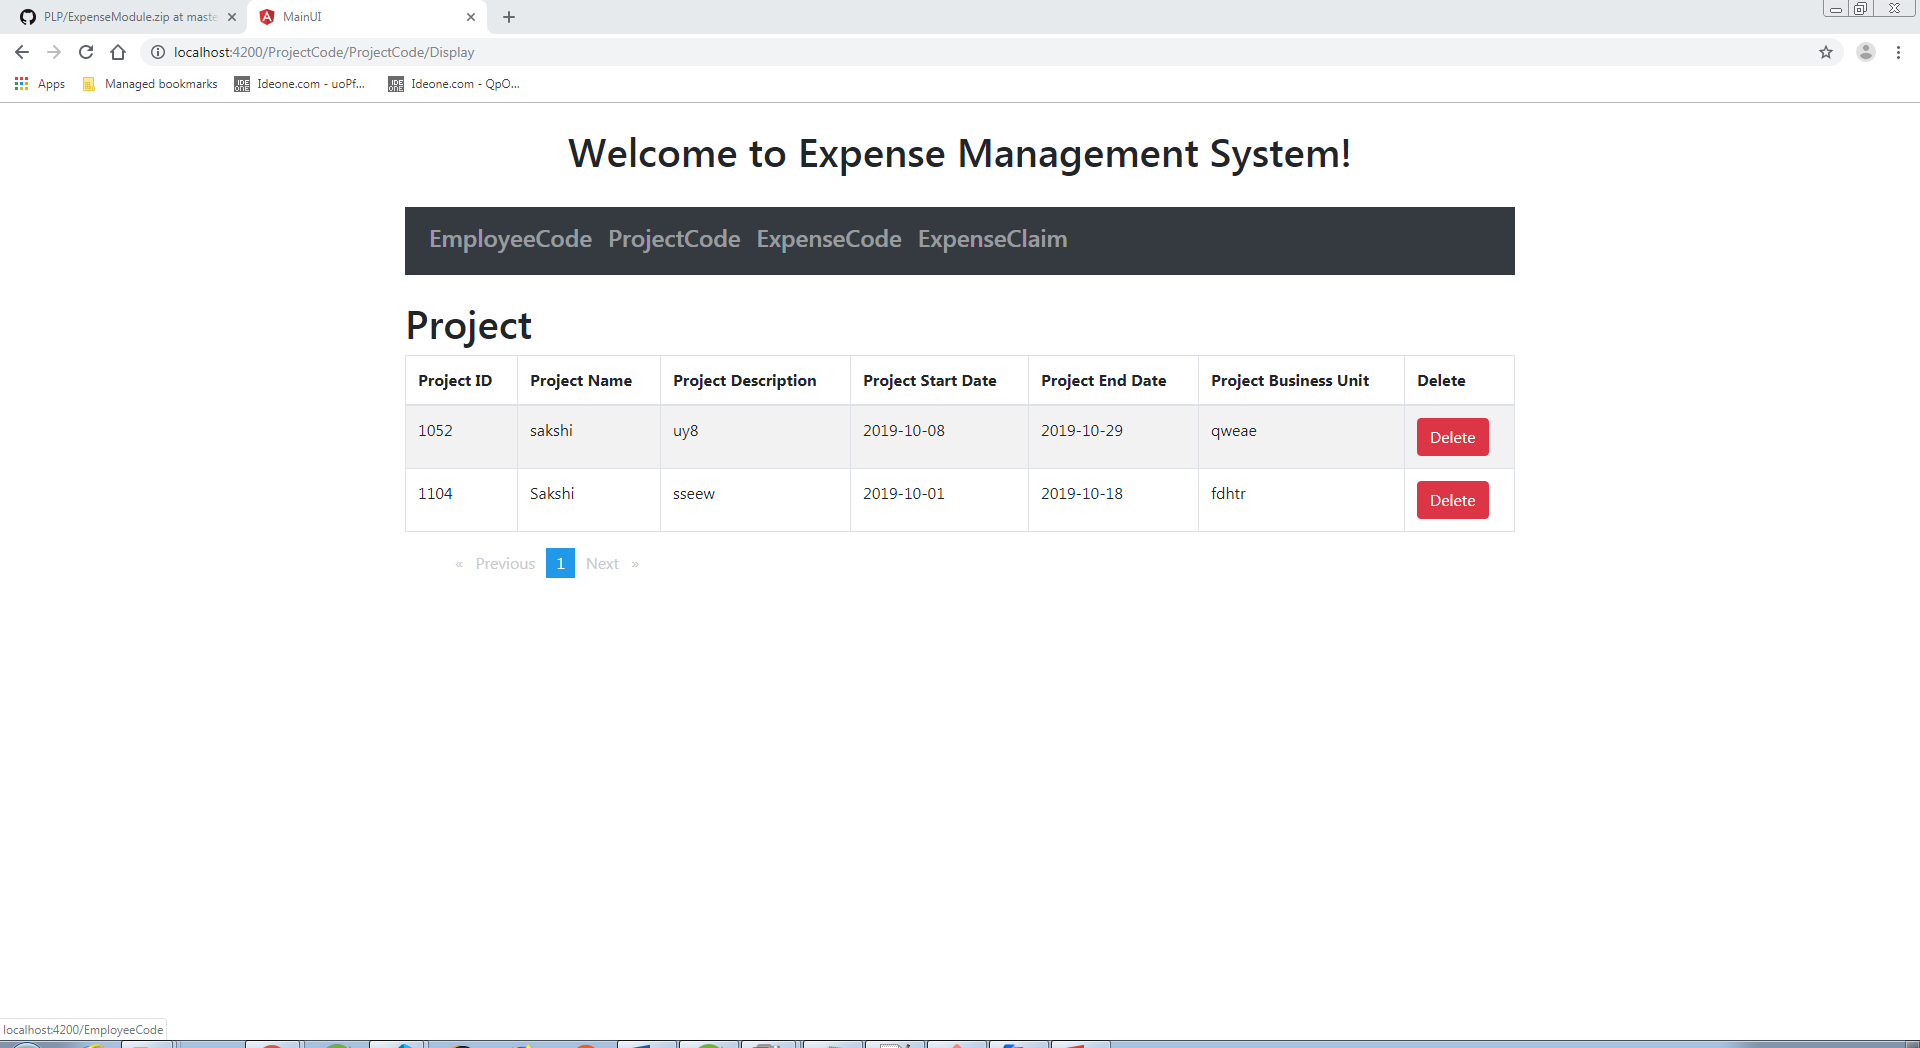 PLP/ExpenseModule.zip at maste
MainUI
localhost:4200/ProjectCode/ProjectCode/Display
Apps Managed bookmarks Ideone.com - uoPf... Ideone.com - QpO...
Welcome to Expense Management System!
EmployeeCode ProjectCode ExpenseCode ExpenseClaim
Project
Project ID Project Name Project Description Project Start Date Project End Date Project Business Unit Delete
1052 sakshi uy8 2019-10-08 2019-10-29 qweae Delete
1104 Sakshi sseew 2019-10-01 2019-10-18 fdhtr Delete
« Previous 1 Next »
localhost:4200/EmployeeCode